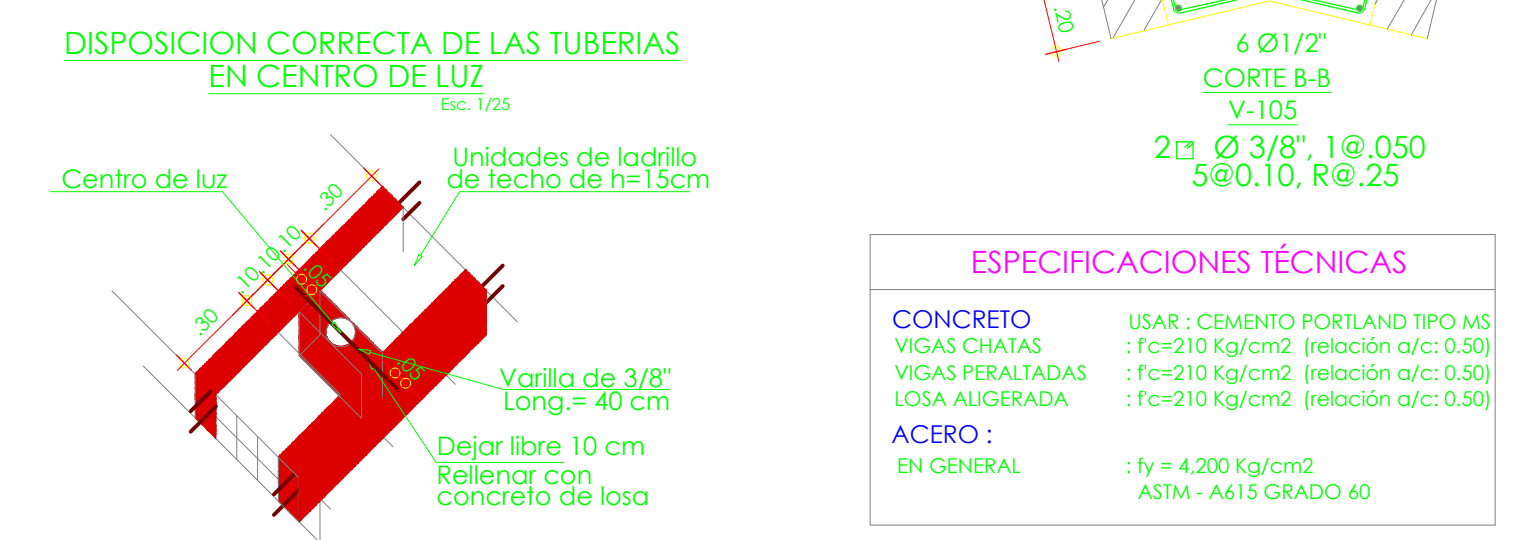 DISPOSICION CORRECTA DE LAS TUBERIAS
EN CENTRO DE LUZ
Esc. 1/25
Centro de luz
Unidades de ladrillo
de techo de h=15cm
.30
.10
.10
.10
.30
.05
.05
Varilla de 3/8"
Long.= 40 cm
Dejar libre 10 cm
Rellenar con
concreto de losa
.20
6 Ø1/2"
CORTE B-B
V-105
2 Ø 3/8", 1@.050
5@0.10, R@.25
ESPECIFICACIONES TÉCNICAS
CONCRETO USAR : CEMENTO PORTLAND TIPO MS
VIGAS CHATAS : f'c=210 Kg/cm2 (relación a/c: 0.50)
VIGAS PERALTADAS : f'c=210 Kg/cm2 (relación a/c: 0.50)
LOSA ALIGERADA : f'c=210 Kg/cm2 (relación a/c: 0.50)
ACERO :
EN GENERAL : fy = 4,200 Kg/cm2
ASTM - A615 GRADO 60